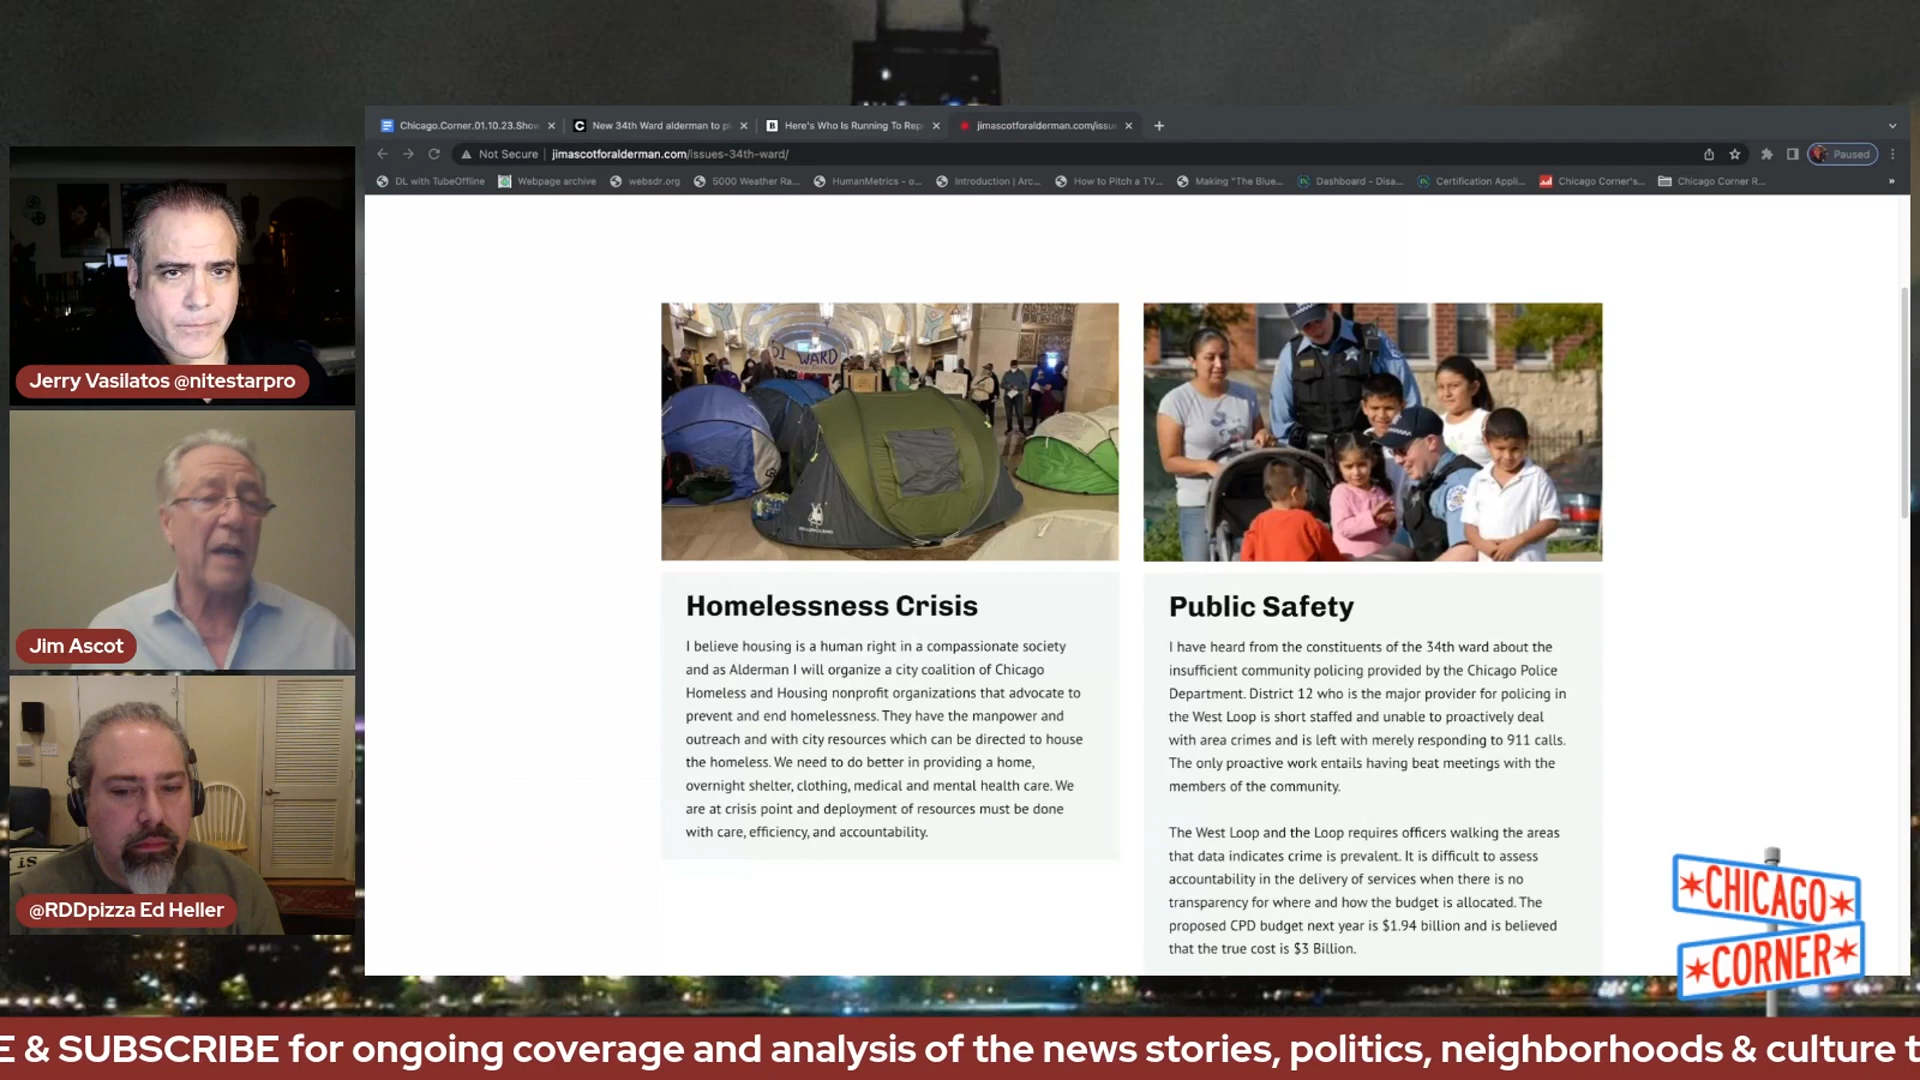 Chicago.Corner.01.10.23.Show
New 34th Ward alderman to pl
Here's Who Is Running To Rep
jimascotforalderman.com/issue
Not Secure
jimascotforalderman.com/issues-34th-ward/
Paused
DL with TubeOffline
Webpage archive
websdr.org
5000 Weather Ra...
HumanMetrics - o...
Introduction | Arc...
How to Pitch a TV...
Making "The Blue...
Dashboard - Disa...
Certification Appli...
Chicago Corner's...
Chicago Corner R...
Jerry Vasilatos @nitestarpro
Jim Ascot
@RDDpizza Ed Heller
WARD
Homelessness Crisis
I believe housing is a human right in a compassionate society
and as Alderman I will organize a city coalition of Chicago
Homeless and Housing nonprofit organizations that advocate to
prevent and end homelessness. They have the manpower and
outreach and with city resources which can be directed to house
the homeless. We need to do better in providing a home,
overnight shelter, clothing, medical and mental health care. We
are at crisis point and deployment of resources must be done
with care, efficiency, and accountability.
Public Safety
I have heard from the constituents of the 34th ward about the
insufficient community policing provided by the Chicago Police
Department. District 12 who is the major provider for policing in
the West Loop is short staffed and unable to proactively deal
with area crimes and is left with merely responding to 911 calls.
The only proactive work entails having beat meetings with the
members of the community.
The West Loop and the Loop requires officers walking the areas
that data indicates crime is prevalent. It is difficult to assess
accountability in the delivery of services when there is no
transparency for where and how the budget is allocated. The
proposed CPD budget next year is $1.94 billion and is believed
that the true cost is $3 Billion.
CHICAGO
CORNER
E & SUBSCRIBE for ongoing coverage and analysis of the news stories, politics, neighborhoods & culture t